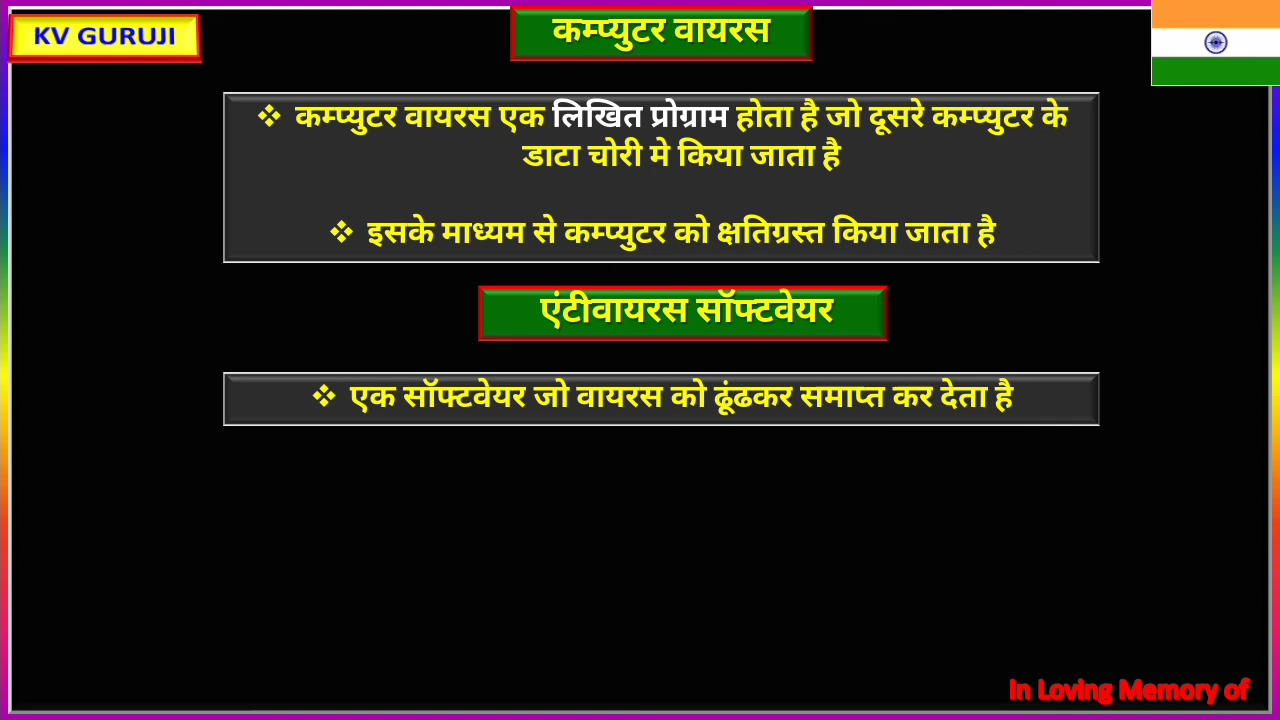 KV GURUJI
कम्प्युटर वायरस
❖ कम्प्युटर वायरस एक लिखित प्रोग्राम होता है जो दूसरे कम्प्युटर के
डाटा चोरी मे किया जाता है
❖ इसके माध्यम से कम्प्युटर को क्षतिग्रस्त किया जाता है
एंटीवायरस सॉफ्टवेयर
❖ एक सॉफ्टवेयर जो वायरस को ढूंढकर समाप्त कर देता है
In Loving Memory of